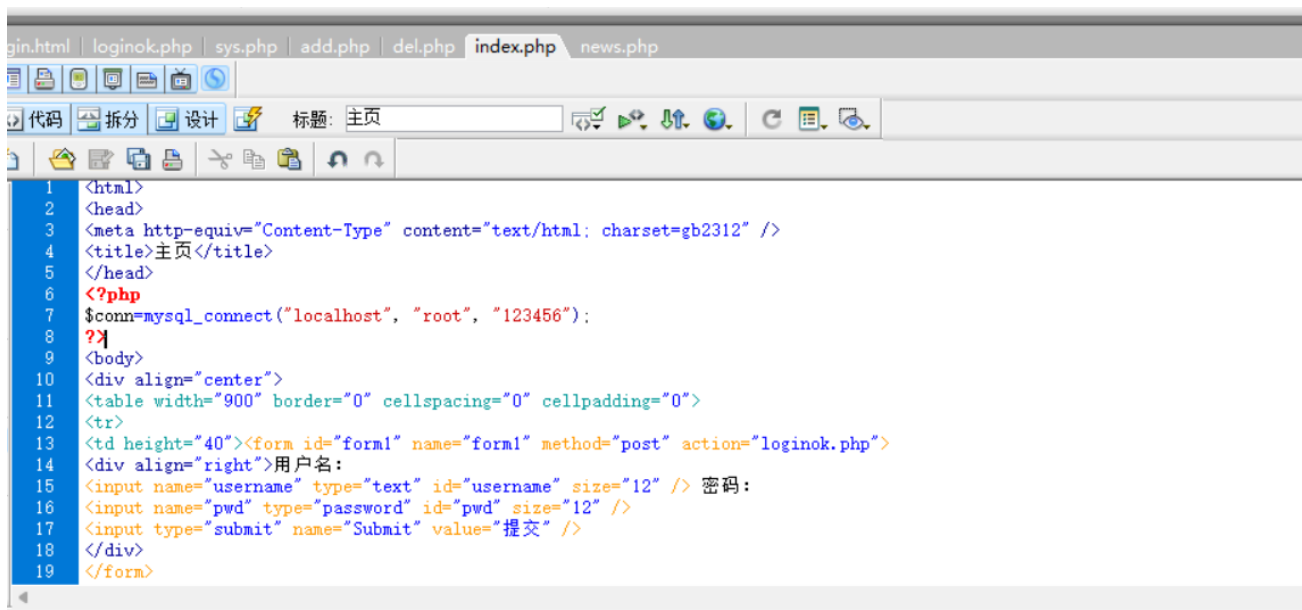 gin.html | loginok.php | sys.php | add.php | del.php index.php news.php
代码 拆分 设计 标题: 主页
1 <html>
2 <head>
3 <meta http-equiv="Content-Type" content="text/html; charset=gb2312" />
4 <title>主页</title>
5 </head>
6 <?php
7 $conn=mysql_connect("localhost", "root", "123456");
8 ?>
9 <body>
10 <div align="center">
11 <table width="900" border="0" cellspacing="0" cellpadding="0">
12 <tr>
13 <td height="40"><form id="form1" name="form1" method="post" action="loginok.php">
14 <div align="right">用户名:
15 <input name="username" type="text" id="username" size="12" /> 密码:
16 <input name="pwd" type="password" id="pwd" size="12" />
17 <input type="submit" name="Submit" value="提交" />
18 </div>
19 </form>